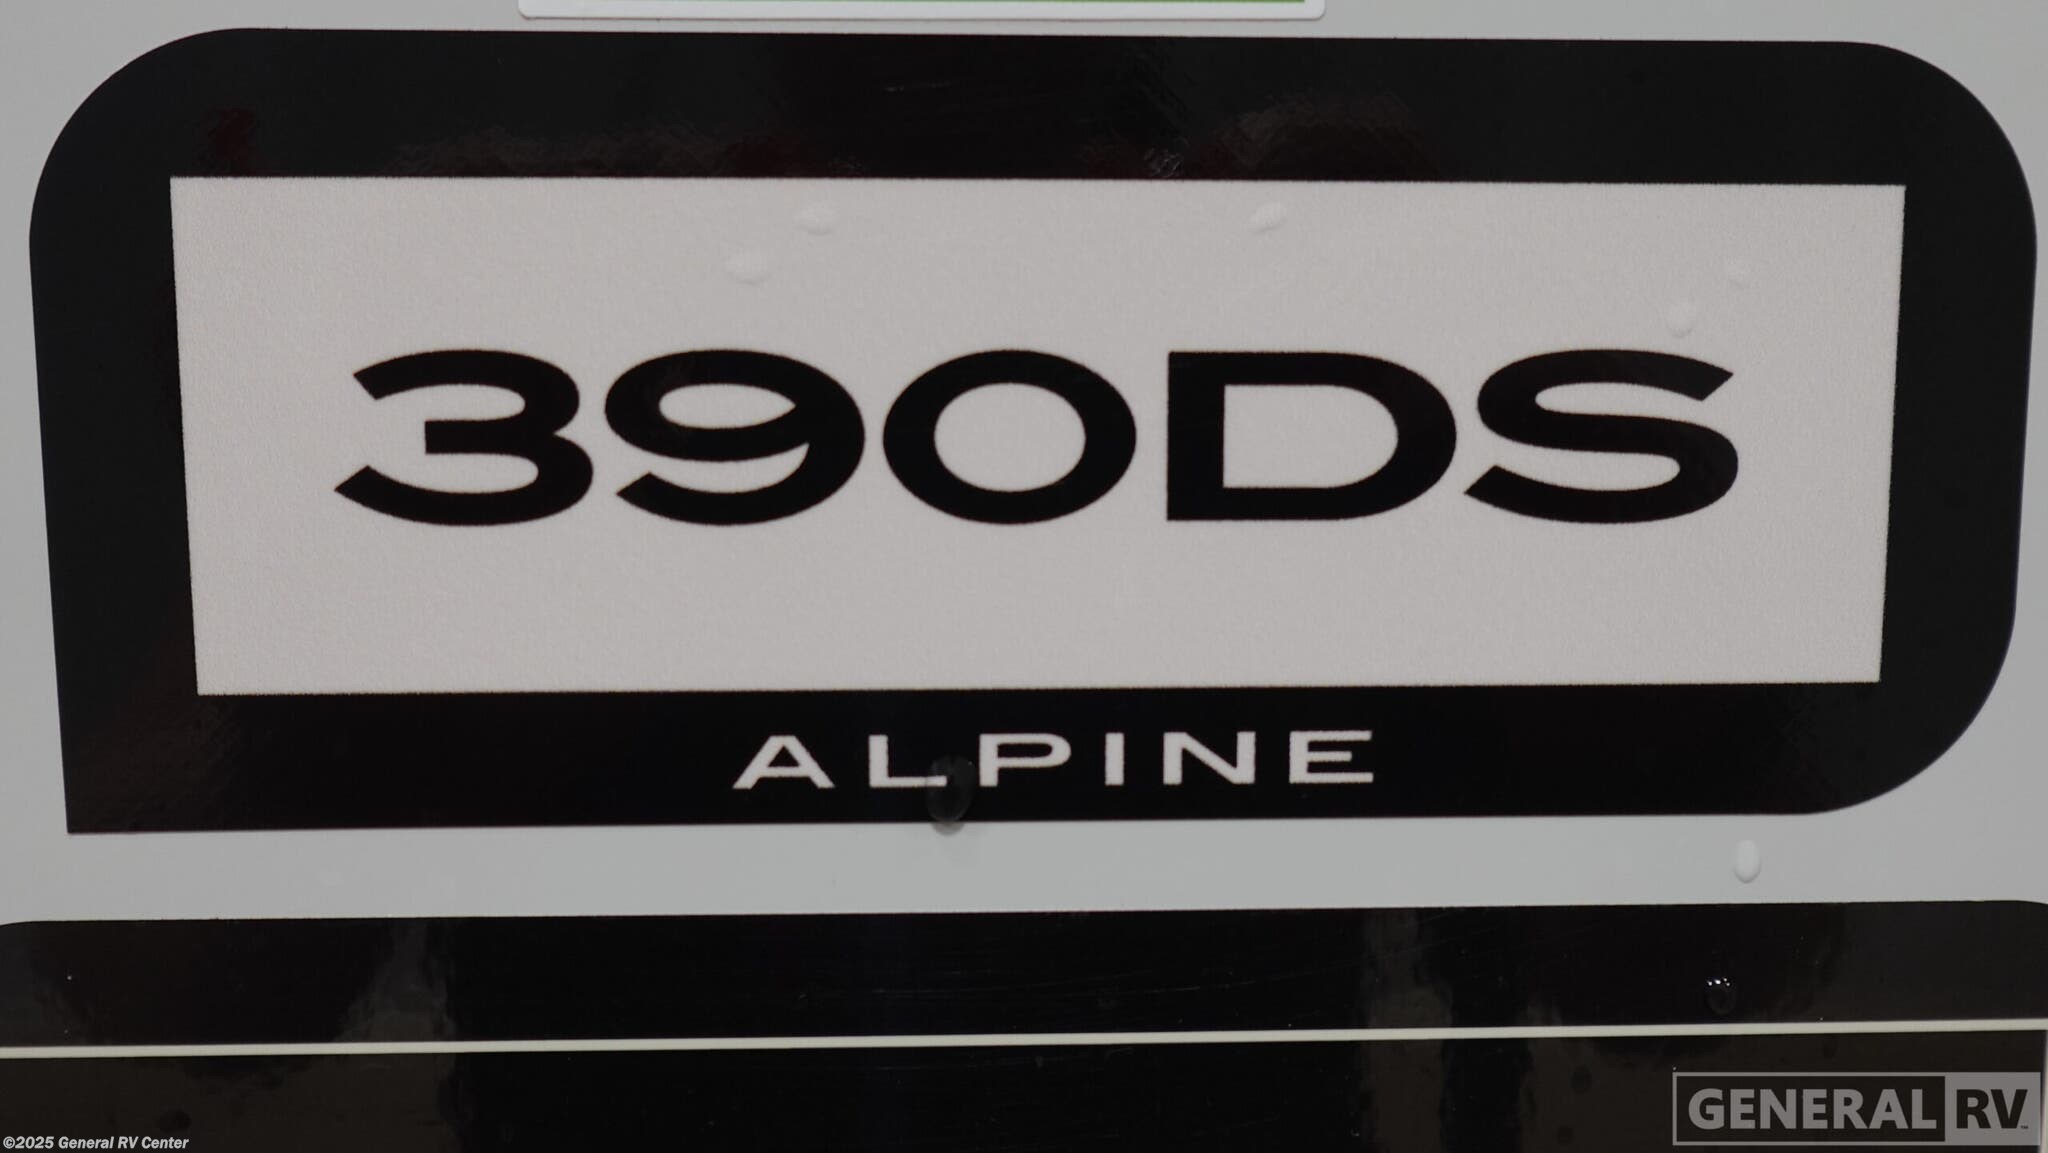 390DS
ALPINE
GENERAL RV
©2025 General RV Center